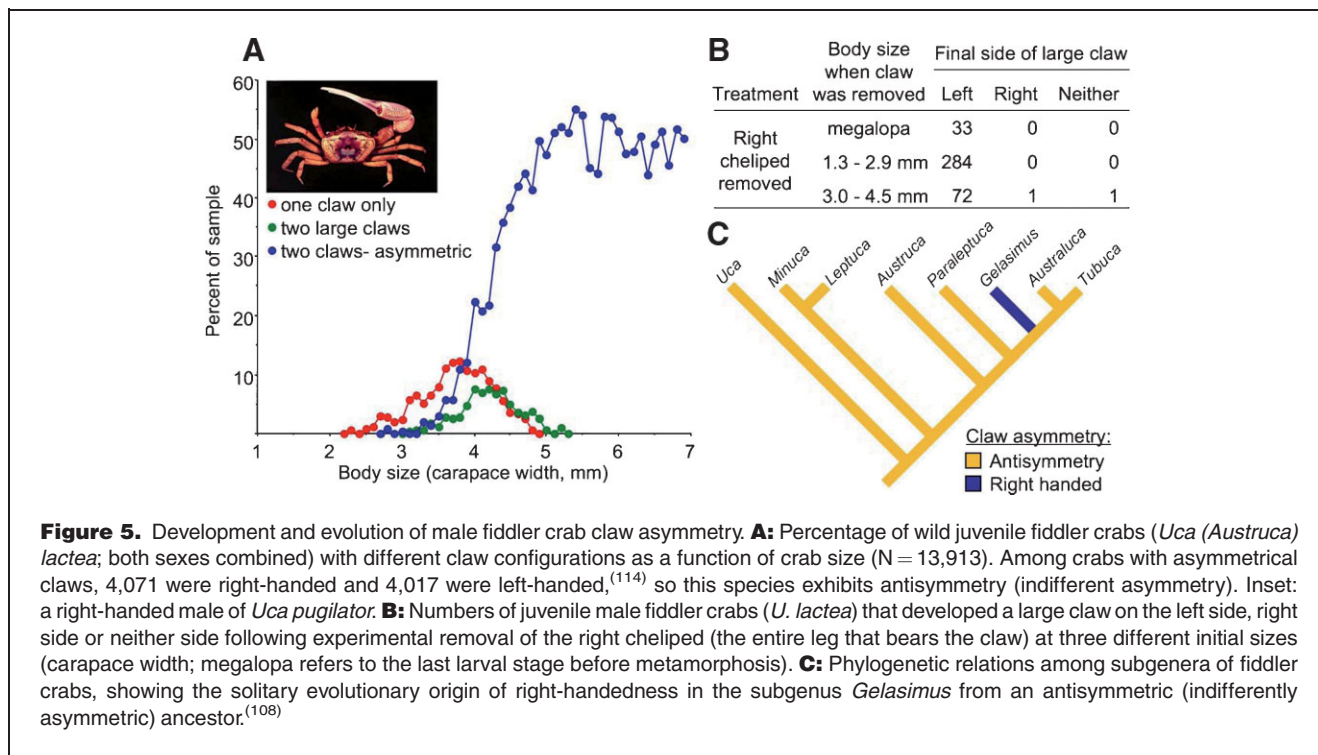 A
60
50
40
30
20
10
Percent of sample
one claw only
two large claws
two claws- asymmetric
1 2 3 4 5 6 7
Body size (carapace width, mm)
B
Treatment
Body size
when claw
was removed
Final side of large claw
Left Right Neither
Right
cheliped
removed
megalopa 33 0 0
1.3 - 2.9 mm 284 0 0
3.0 - 4.5 mm 72 1 1
C
Uca
Minuca
Leptuca
Austruca
Paraleptuca
Gelasimus
Australuca
Tubuca
Claw asymmetry:
Antisymmetry
Right handed
Figure 5. Development and evolution of male fiddler crab claw asymmetry. A: Percentage of wild juvenile fiddler crabs (Uca (Austruca)
lactea; both sexes combined) with different claw configurations as a function of crab size (N = 13,913). Among crabs with asymmetrical
claws, 4,071 were right-handed and 4,017 were left-handed,(114) so this species exhibits antisymmetry (indifferent asymmetry). Inset:
a right-handed male of Uca pugilator. B: Numbers of juvenile male fiddler crabs (U. lactea) that developed a large claw on the left side, right
side or neither side following experimental removal of the right cheliped (the entire leg that bears the claw) at three different initial sizes
(carapace width; megalopa refers to the last larval stage before metamorphosis). C: Phylogenetic relations among subgenera of fiddler
crabs, showing the solitary evolutionary origin of right-handedness in the subgenus Gelasimus from an antisymmetric (indifferently
asymmetric) ancestor.(108)